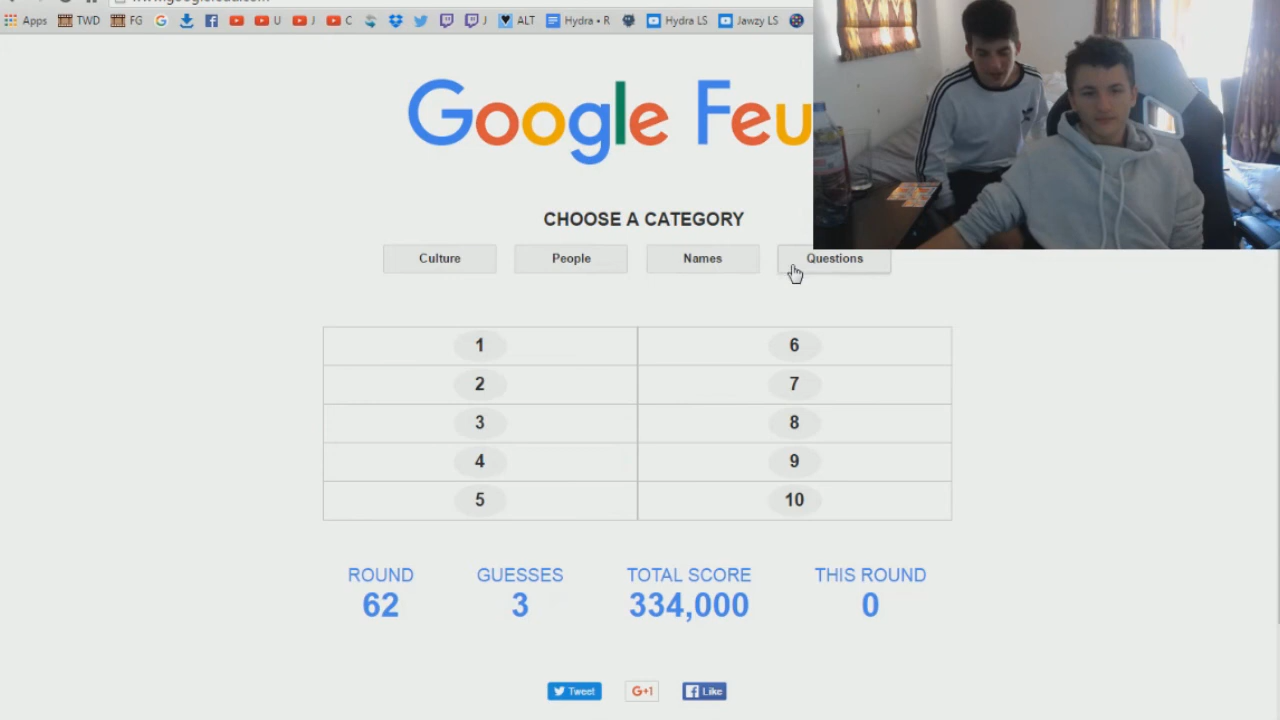 Apps TWD FG U J C J ALT Hydra • R Hydra LS Jawzy LS
Google Feu
CHOOSE A CATEGORY
Culture People Names Questions
1 6
2 7
3 8
4 9
5 10
ROUND GUESSES TOTAL SCORE THIS ROUND
62 3 334,000 0
Tweet G+1 Like